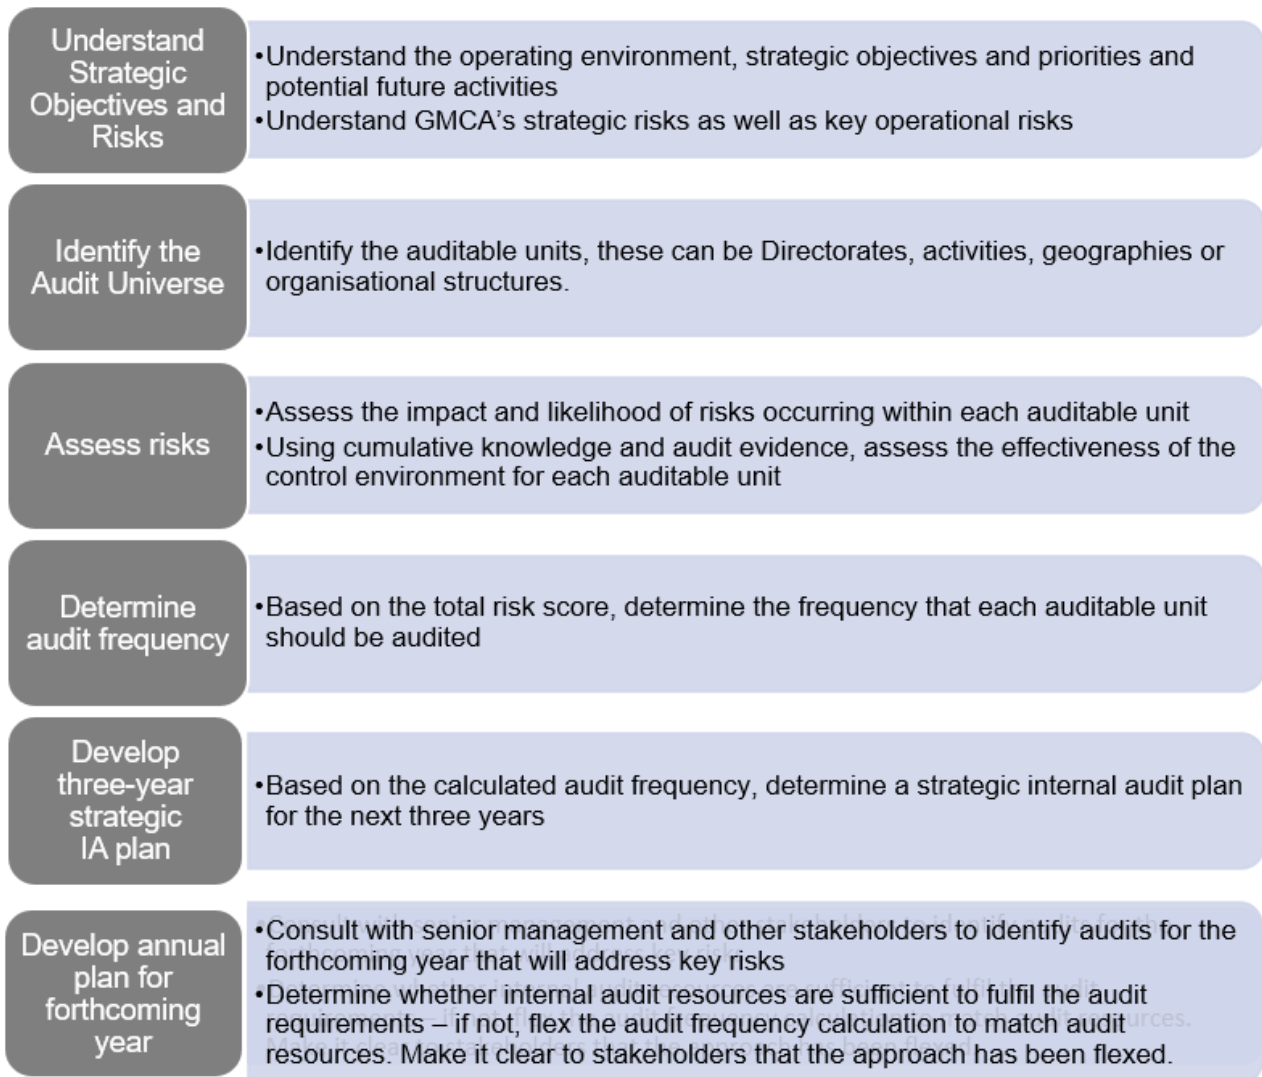 Understand
Strategic
Objectives and
Risks
•Understand the operating environment, strategic objectives and priorities and
potential future activities
•Understand GMCA’s strategic risks as well as key operational risks
Identify the
Audit Universe
•Identify the auditable units, these can be Directorates, activities, geographies or
organisational structures.
Assess risks
•Assess the impact and likelihood of risks occurring within each auditable unit
•Using cumulative knowledge and audit evidence, assess the effectiveness of the
control environment for each auditable unit
Determine
audit frequency
•Based on the total risk score, determine the frequency that each auditable unit
should be audited
Develop
three-year
strategic
IA plan
•Based on the calculated audit frequency, determine a strategic internal audit plan
for the next three years
Develop annual
plan for
forthcoming
year
•Consult with senior management and other stakeholders to identify audits for the
forthcoming year that will address key risks
•Determine whether internal audit resources are sufficient to fulfil the audit
requirements – if not, flex the audit frequency calculation to match audit
resources. Make it clear to stakeholders that the approach has been flexed.